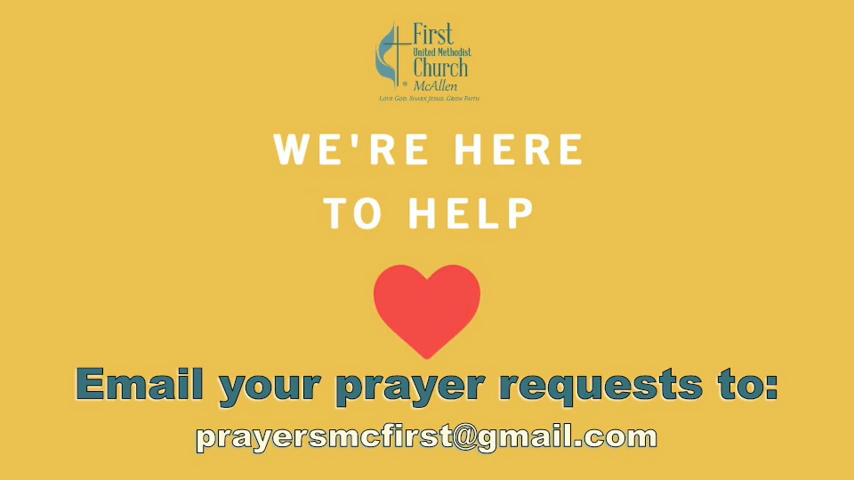 First
United Methodist
Church
McAllen
Love God, Share Jesus, Grow Faith
WE'RE HERE
TO HELP
Email your prayer requests to:
prayersmcfirst@gmail.com